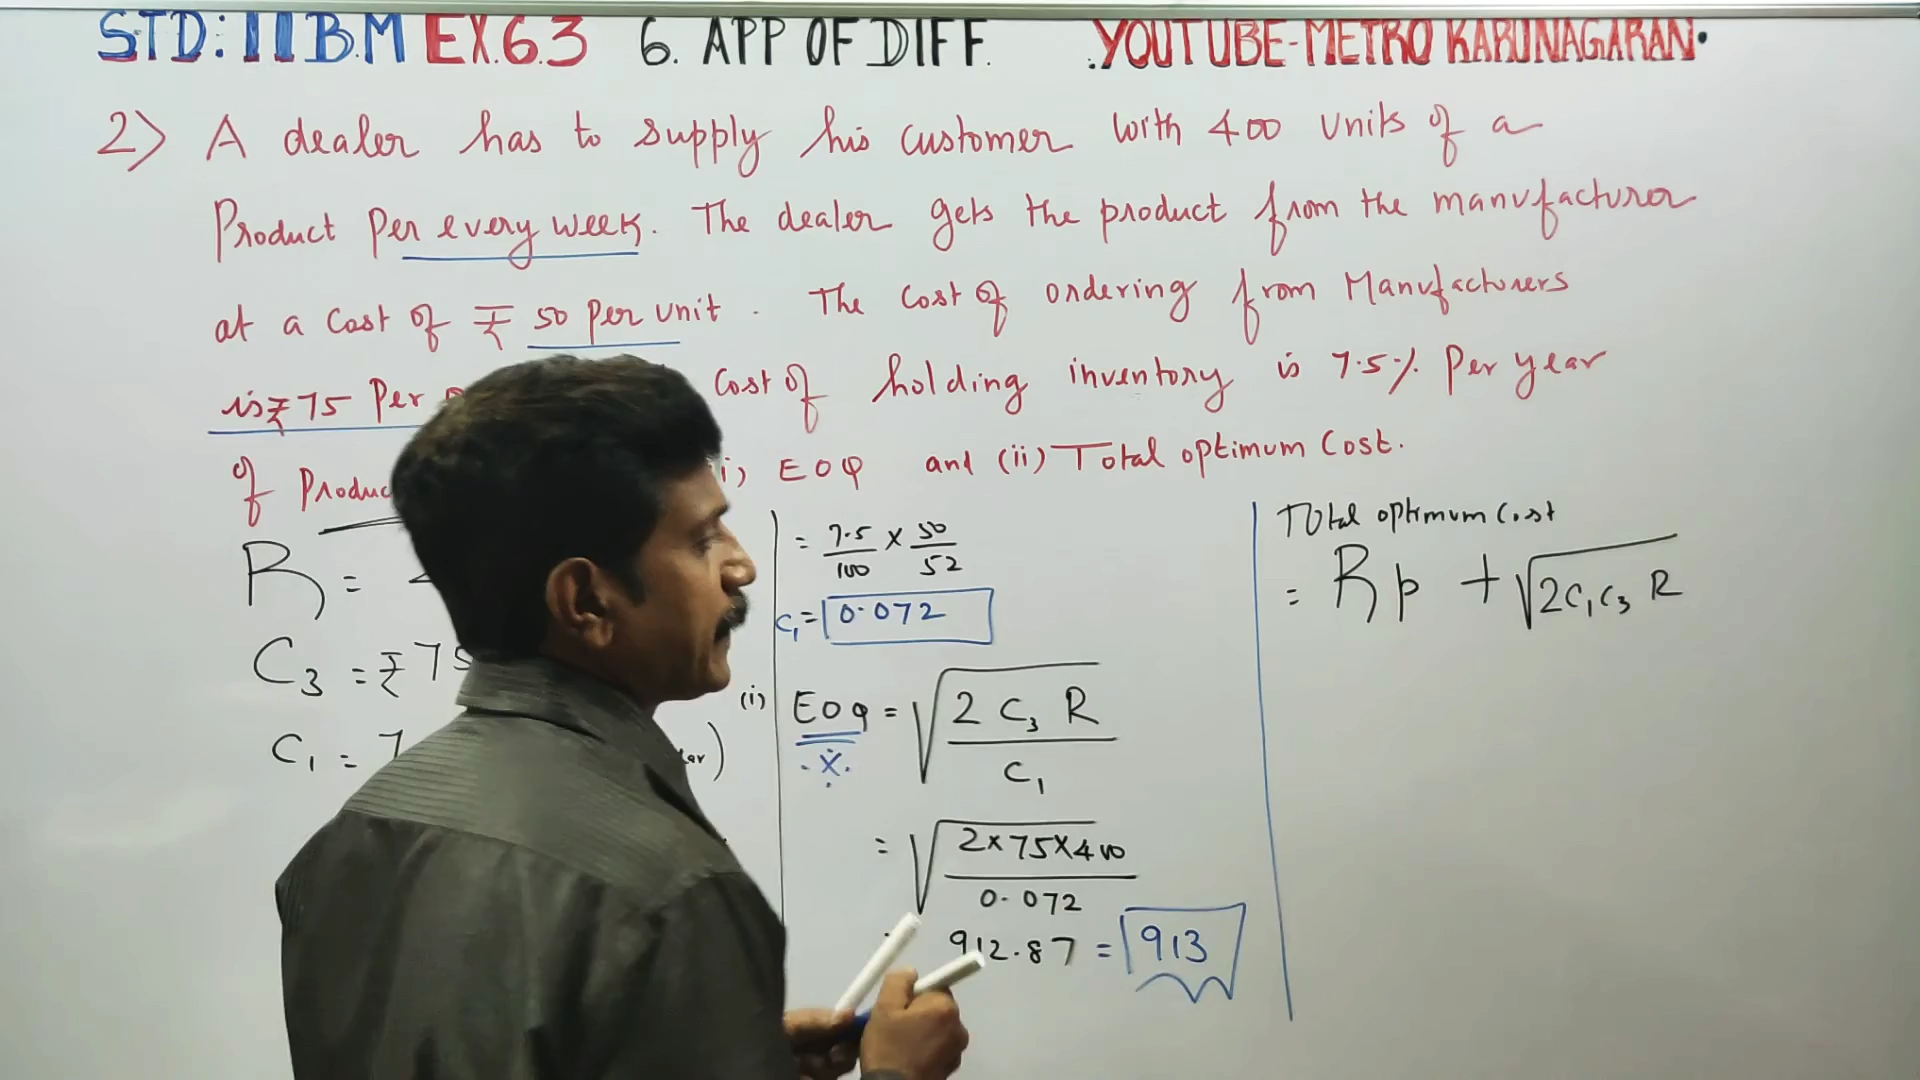 STD: 11 B.M EX.6.3 6. APP OF DIFF. YOUTUBE-METRO KARUNAGARAN.
2) A dealer has to supply his customer with 400 units of a
Product Per every week. The dealer gets the product from the manufacturer
at a cost of ₹ 50 per unit. The cost of ordering from Manufacturers
is ₹ 75 Per cost of holding inventory is 7.5% Per year
of i) EOQ and (ii) Total optimum Cost.
R =
C3 = ₹ 75
C1 = 7
= 7.5/100 × 50/52
C1 = 0.072
(i) EOQ = √(2 C3 R / C1)
= √(2×75×400 / 0.072)
912.87 = 913
Total optimum cost
= Rp + √2C1C3 R